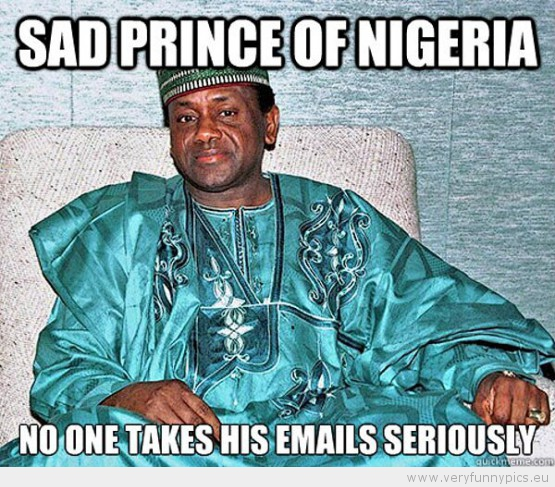 SAD PRINCE OF NIGERIA
NO ONE TAKES HIS EMAILS SERIOUSLY
quickmeme.com
www.veryfunnypics.eu